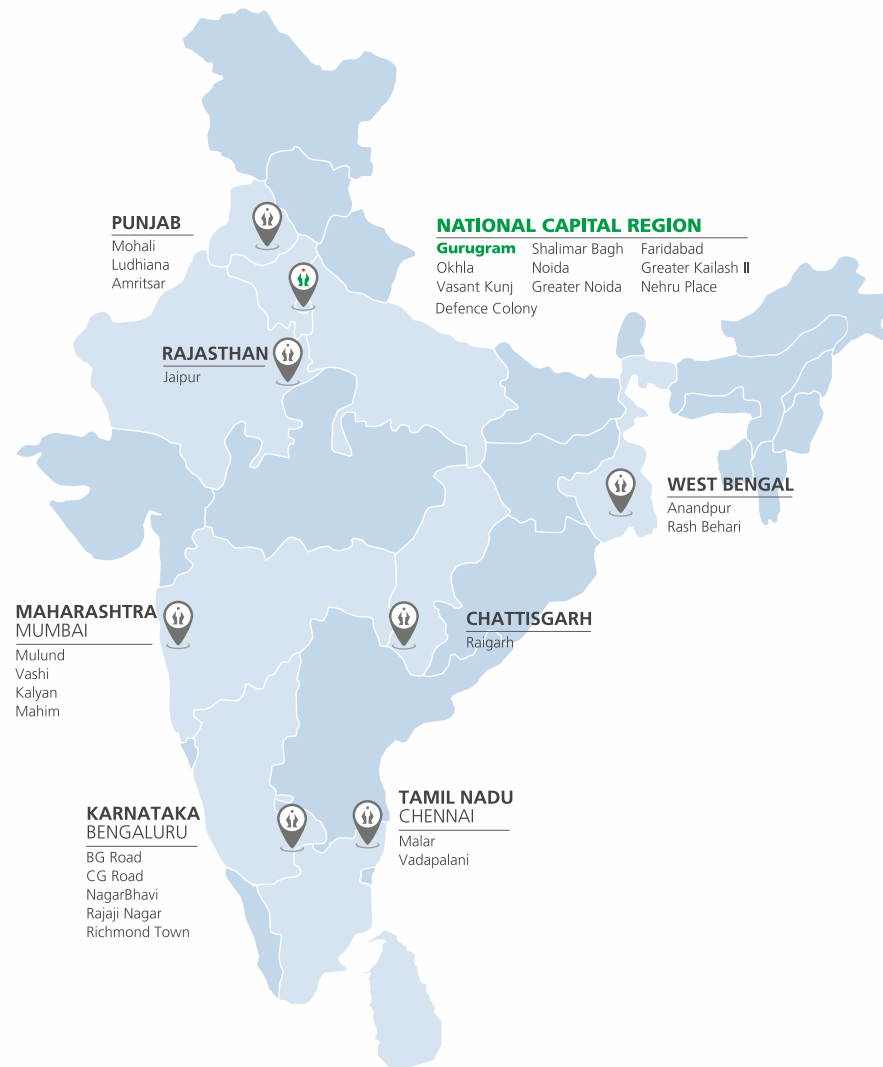 PUNJAB
Mohali
Ludhiana
Amritsar
NATIONAL CAPITAL REGION
Gurugram Shalimar Bagh Faridabad
Okhla Noida Greater Kailash II
Vasant Kunj Greater Noida Nehru Place
Defence Colony
RAJASTHAN
Jaipur
WEST BENGAL
Anandpur
Rash Behari
MAHARASHTRA
MUMBAI
Mulund
Vashi
Kalyan
Mahim
CHATTISGARH
Raigarh
KARNATAKA
BENGALURU
BG Road
CG Road
NagarBhavi
Rajaji Nagar
Richmond Town
TAMIL NADU
CHENNAI
Malar
Vadapalani